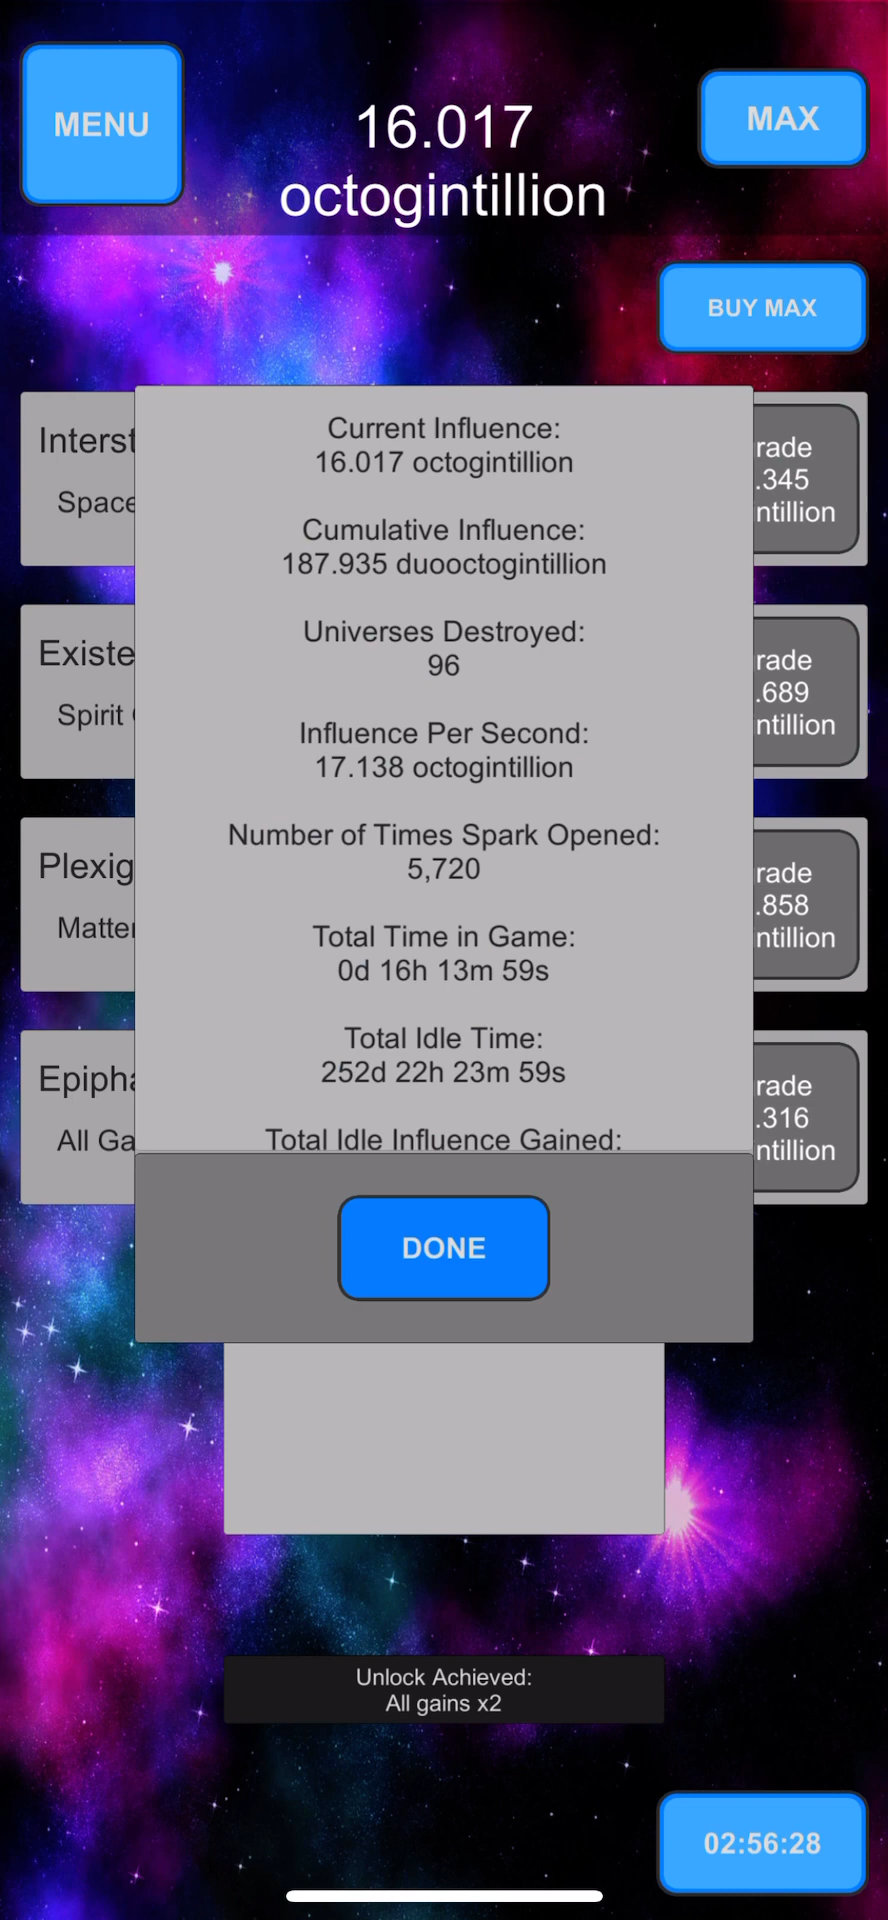 MENU
16.017
octogintillion
MAX
BUY MAX
Current Influence:
16.017 octogintillion
Cumulative Influence:
187.935 duooctogintillion
Universes Destroyed:
96
Influence Per Second:
17.138 octogintillion
Number of Times Spark Opened:
5,720
Total Time in Game:
0d 16h 13m 59s
Total Idle Time:
252d 22h 23m 59s
Total Idle Influence Gained:
DONE
Interst
Space
rade
.345
ntillion
Existe
Spirit
rade
.689
ntillion
Plexig
Matter
rade
.858
ntillion
Epipha
All Ga
rade
.316
ntillion
Unlock Achieved:
All gains x2
02:56:28